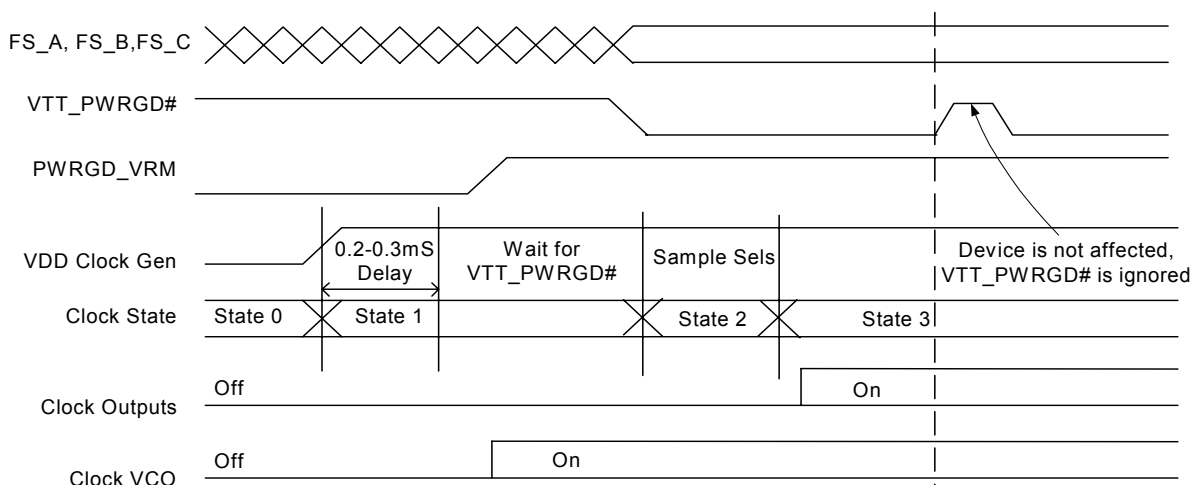 FS_A, FS_B,FS_C
VTT_PWRGD#
PWRGD_VRM
VDD Clock Gen
0.2-0.3mS
Delay
Wait for
VTT_PWRGD#
Sample Sels
Device is not affected,
VTT_PWRGD# is ignored
Clock State
State 0
State 1
State 2
State 3
Clock Outputs
Off
On
Clock VCO
Off
On